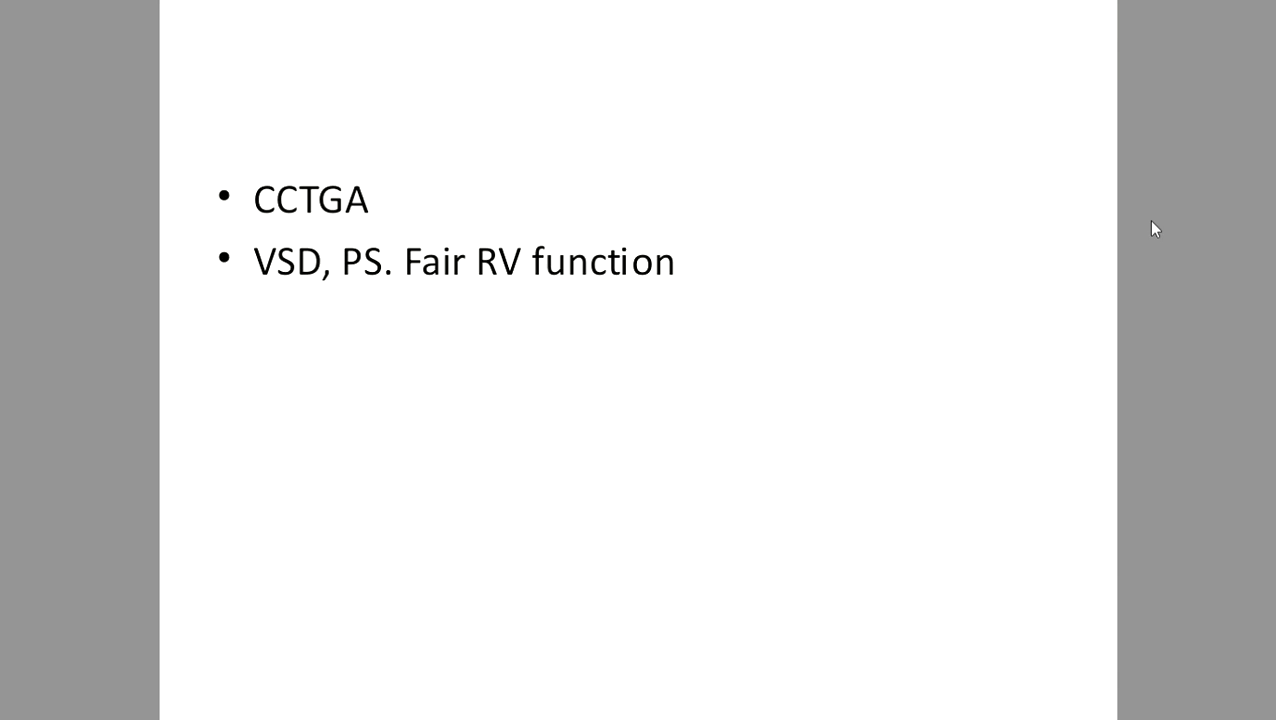 • CCTGA
• VSD, PS. Fair RV function